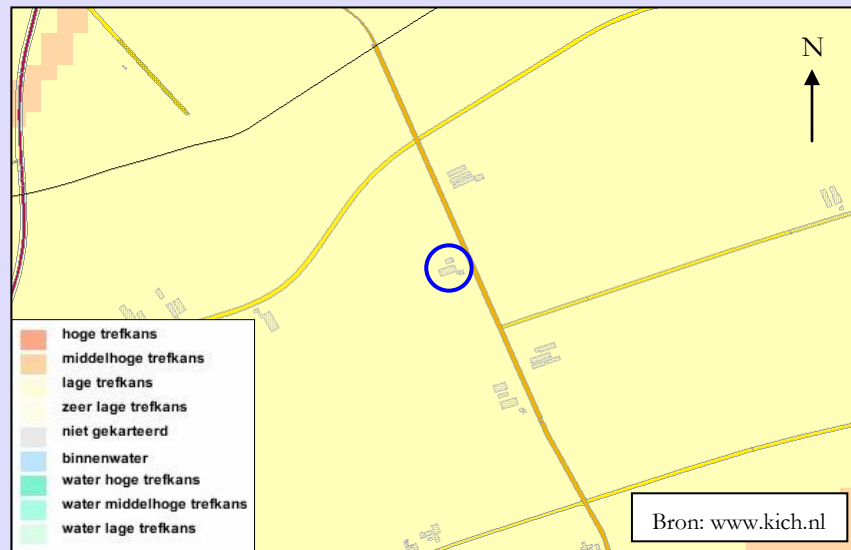 N
hoge trefkans
middelhoge trefkans
lage trefkans
zeer lage trefkans
niet gekarteerd
binnenwater
water hoge trefkans
water middelhoge trefkans
water lage trefkans
Bron: www.kich.nl